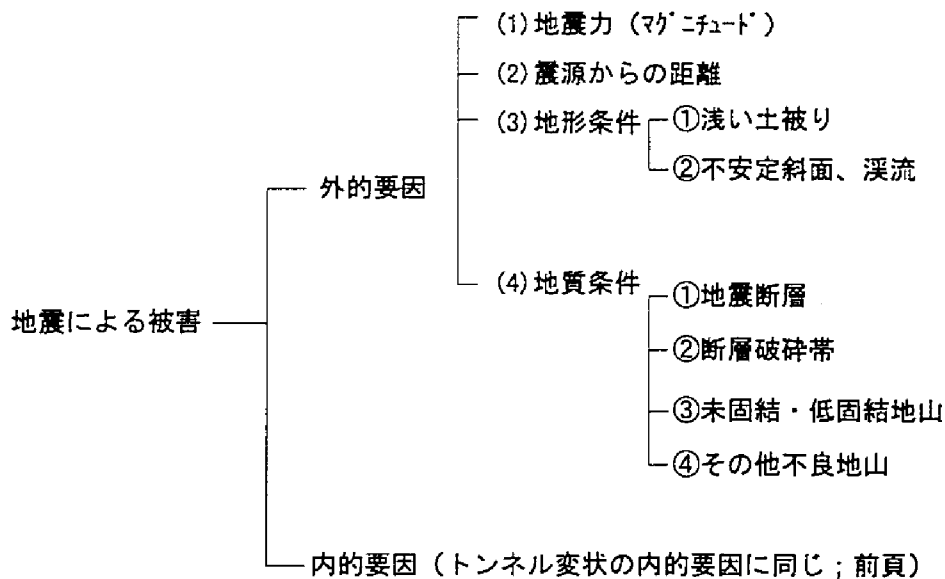 (1)地震力（ﾏｸﾞﾆﾁｭｰﾄﾞ）
(2)震源からの距離
(3)地形条件
①浅い土被り
②不安定斜面、渓流
外的要因
(4)地質条件
①地震断層
地震による被害
②断層破砕帯
③未固結・低固結地山
④その他不良地山
内的要因（トンネル変状の内的要因に同じ；前頁）